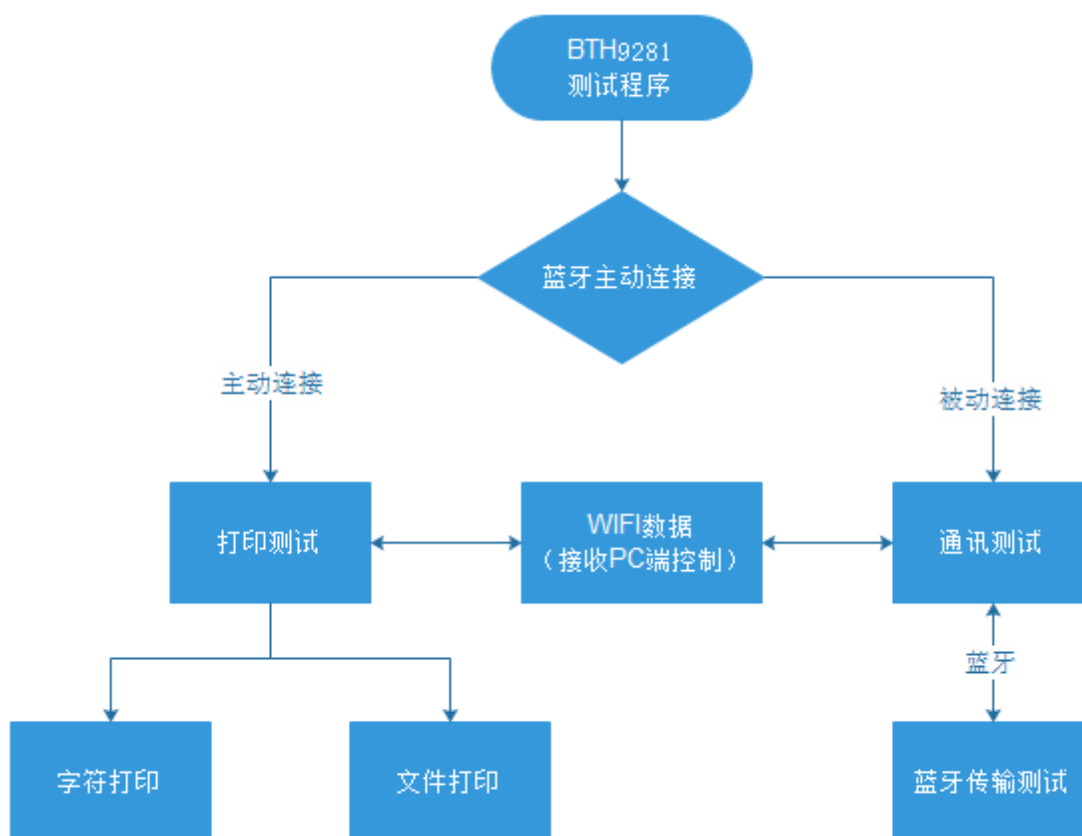 BTH9281
测试程序
蓝牙主动连接
主动连接
被动连接
打印测试
WIFI数据
（接收PC端控制）
通讯测试
蓝牙
字符打印
文件打印
蓝牙传输测试